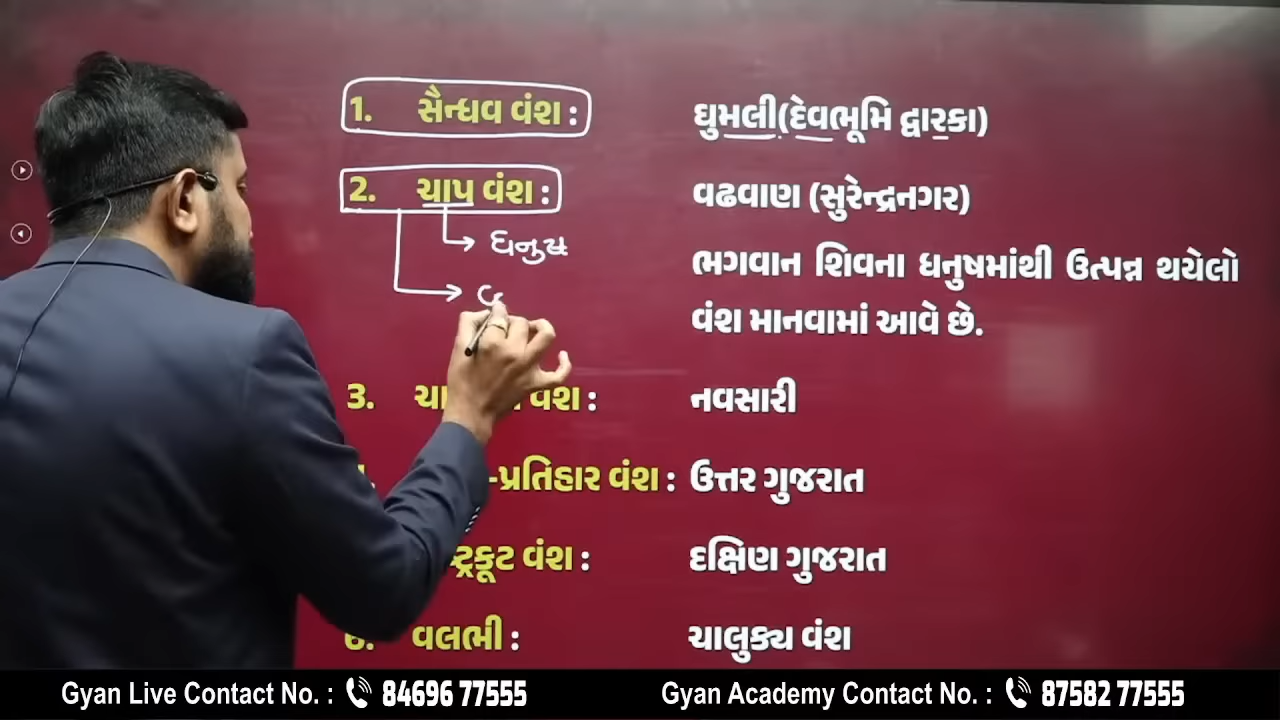 1. સૈન્ધવ વંશ : ઘુમલી(દેવભૂમિ દ્વારકા)
2. ચાપ વંશ : વઢવાણ (સુરેન્દ્રનગર)
ધનુષ
ભગવાન શિવના ધનુષમાંથી ઉત્પન્ન થયેલો
વંશ માનવામાં આવે છે.
3. વંશ : નવસારી
-પ્રતિહાર વંશ : ઉત્તર ગુજરાત
વંશ : દક્ષિણ ગુજરાત
6. વલભી : ચાલુક્ય વંશ
Gyan Live Contact No. : 84696 77555 Gyan Academy Contact No. : 87582 77555